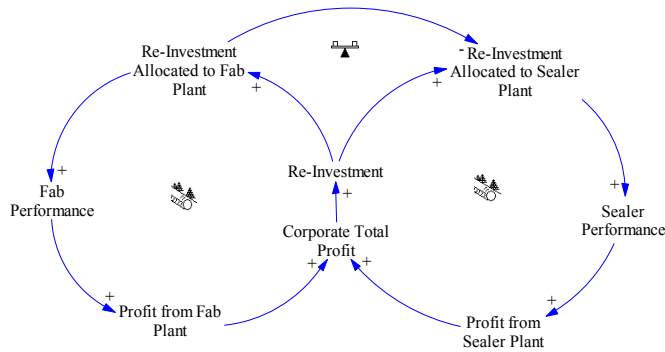 Re-Investment
Allocated to Fab
Plant
+
-
Re-Investment
Allocated to Sealer
Plant
+
+
Fab
Performance
Re-Investment
+
Corporate Total
Profit
+
Sealer
Performance
+
Profit from Fab
Plant
+
+
+
Profit from
Sealer Plant